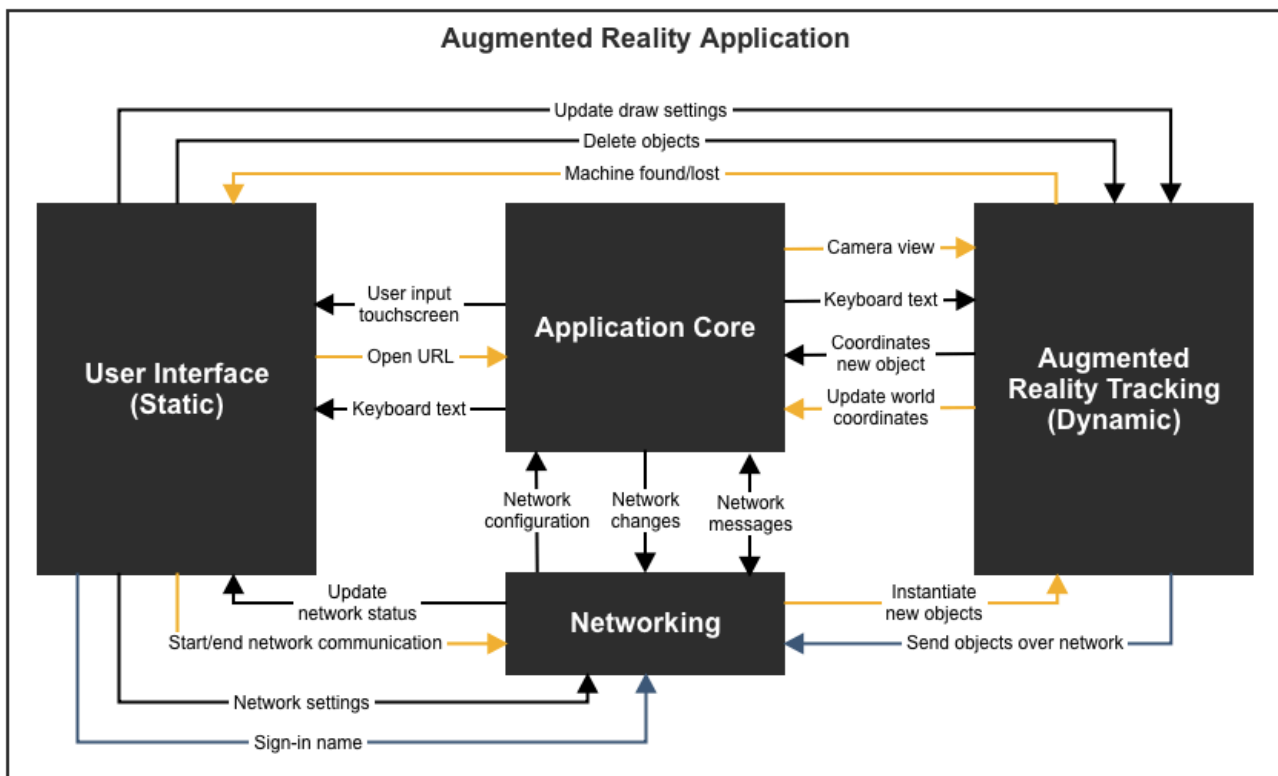 Augmented Reality Application
Update draw settings
Delete objects
Machine found/lost
Camera view
User input
touchscreen
Keyboard text
Application Core
Coordinates
new object
Open URL
User Interface
(Static)
Augmented
Reality Tracking
(Dynamic)
Keyboard text
Update world
coordinates
Network
configuration
Network
changes
Network
messages
Update
network status
Instantiate
new objects
Networking
Start/end network communication
Send objects over network
Network settings
Sign-in name